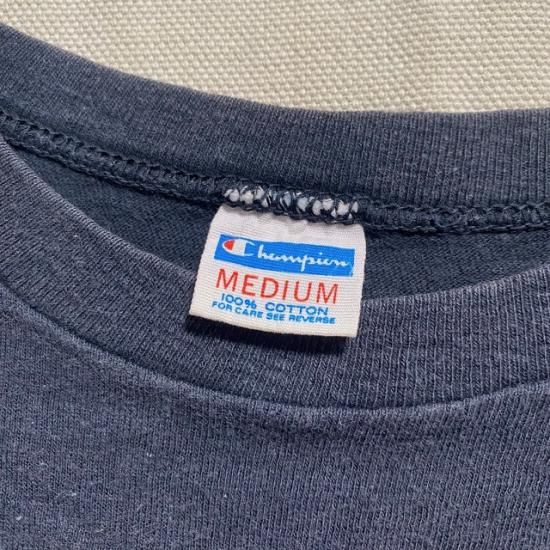 Champion
MEDIUM
100% COTTON
FOR CARE SEE REVERSE